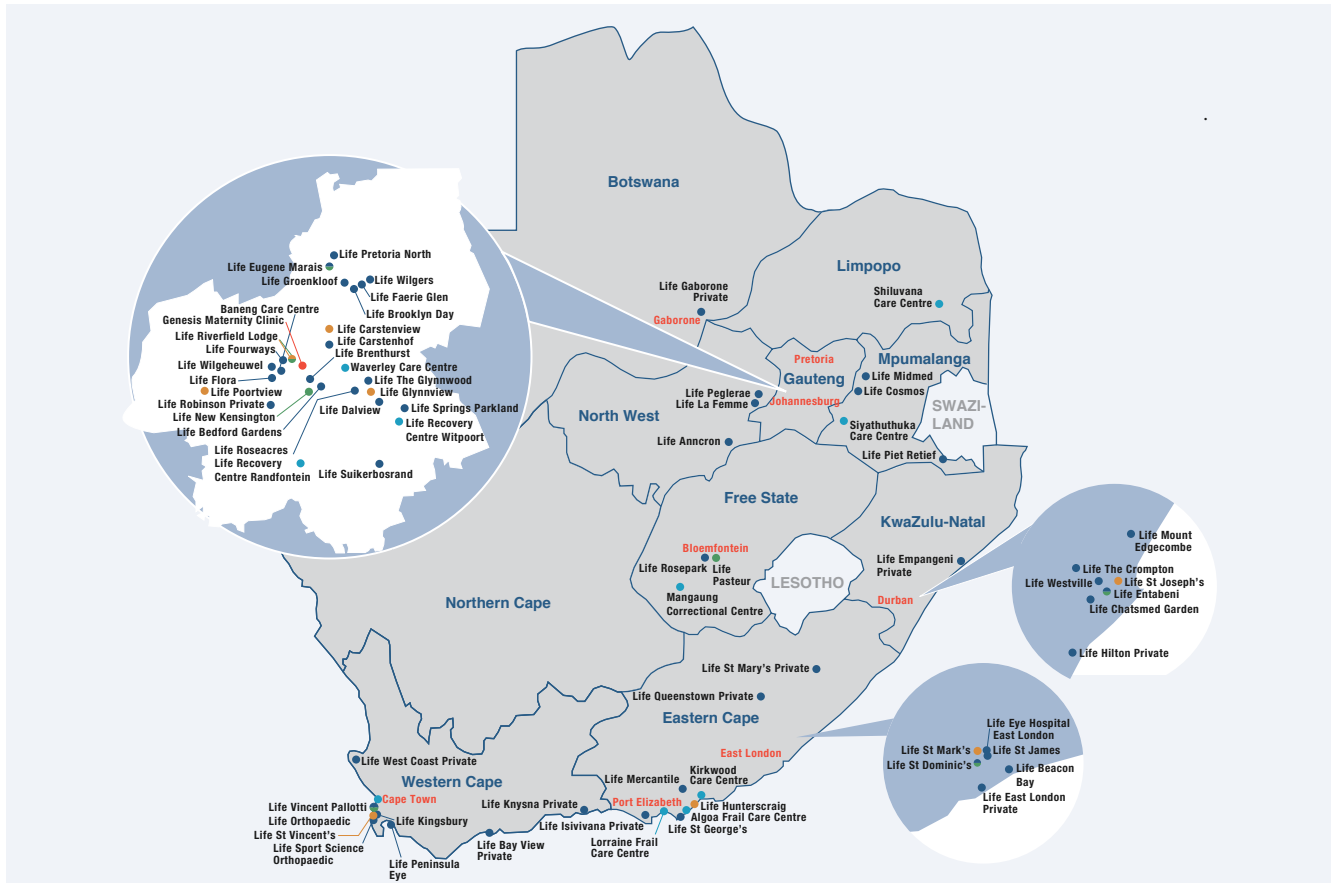 Botswana
Limpopo
Shiluvana
Care Centre
Life Gaborone
Private
Gaborone
Pretoria
Gauteng
Johannesburg
Mpumalanga
Life Midmed
Life Cosmos
SWAZI-
LAND
Siyathuthuka
Care Centre
Life Piet Retief
Life Peglerae
Life La Femme
North West
Life Anncron
Free State
Bloemfontein
Life Rosepark
Life
Pasteur
Mangaung
Correctional Centre
LESOTHO
KwaZulu-Natal
Life Empangeni
Private
Durban
Northern Cape
Life St Mary's Private
Life Queenstown Private
Eastern Cape
East London
Life Mercantile
Kirkwood
Care Centre
Port Elizabeth
Life Hunterscraig
Algoa Frail Care Centre
Life St George's
Life Isivivana Private
Lorraine Frail
Care Centre
Life West Coast Private
Western Cape
Cape Town
Life Knysna Private
Life Vincent Pallotti
Life Orthopaedic
Life Kingsbury
Life St Vincent's
Life Sport Science
Orthopaedic
Life Peninsula
Eye
Life Bay View
Private
Life Pretoria North
Life Eugene Marais
Life Groenkloof
Life Wilgers
Life Faerie Glen
Life Brooklyn Day
Baneng Care Centre
Genesis Maternity Clinic
Life Riverfield Lodge
Life Fourways
Life Wilgeheuwel
Life Flora
Life Poortview
Life Robinson Private
Life New Kensington
Life Bedford Gardens
Life Roseacres
Life Recovery
Centre Randfontein
Life Carstenview
Life Carstenhof
Life Brenthurst
Waverley Care Centre
Life The Glynnwood
Life Glynnview
Life Dalview
Life Springs Parkland
Life Recovery
Centre Witpoort
Life Suikerbosrand
Life Mount
Edgecombe
Life The Crompton
Life Westville
Life St Joseph's
Life Entabeni
Life Chatsmed Garden
Life Hilton Private
Life Eye Hospital
East London
Life St Mark's
Life St James
Life St Dominic's
Life Beacon
Bay
Life East London
Private